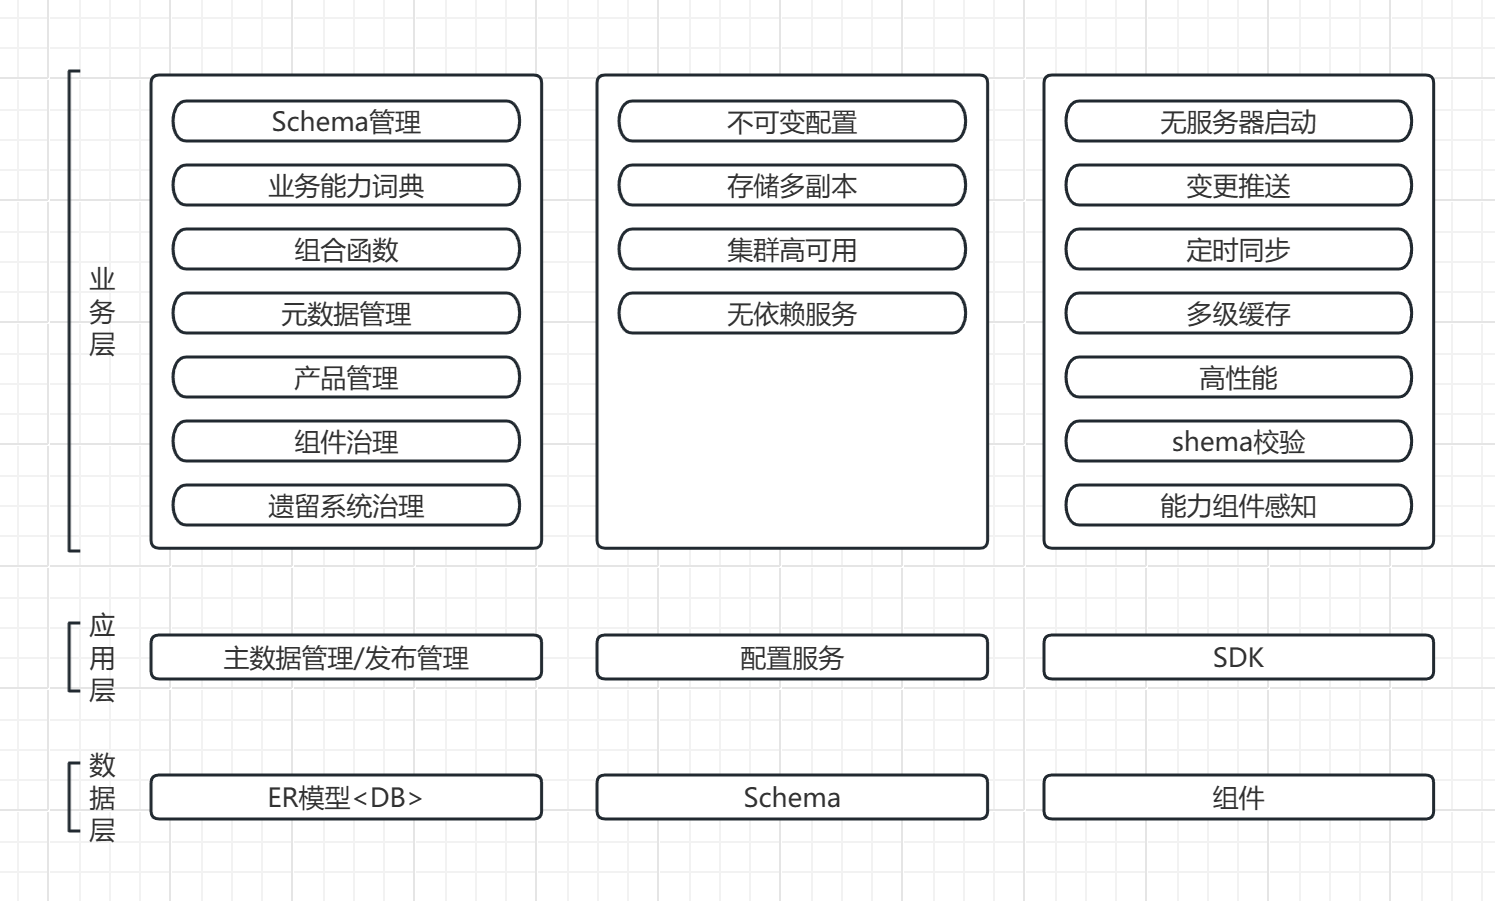 业务层
Schema管理
业务能力词典
组合函数
元数据管理
产品管理
组件治理
遗留系统治理
不可变配置
存储多副本
集群高可用
无依赖服务
无服务器启动
变更推送
定时同步
多级缓存
高性能
shema校验
能力组件感知
应用层
主数据管理/发布管理
配置服务
SDK
数据层
ER模型<DB>
Schema
组件